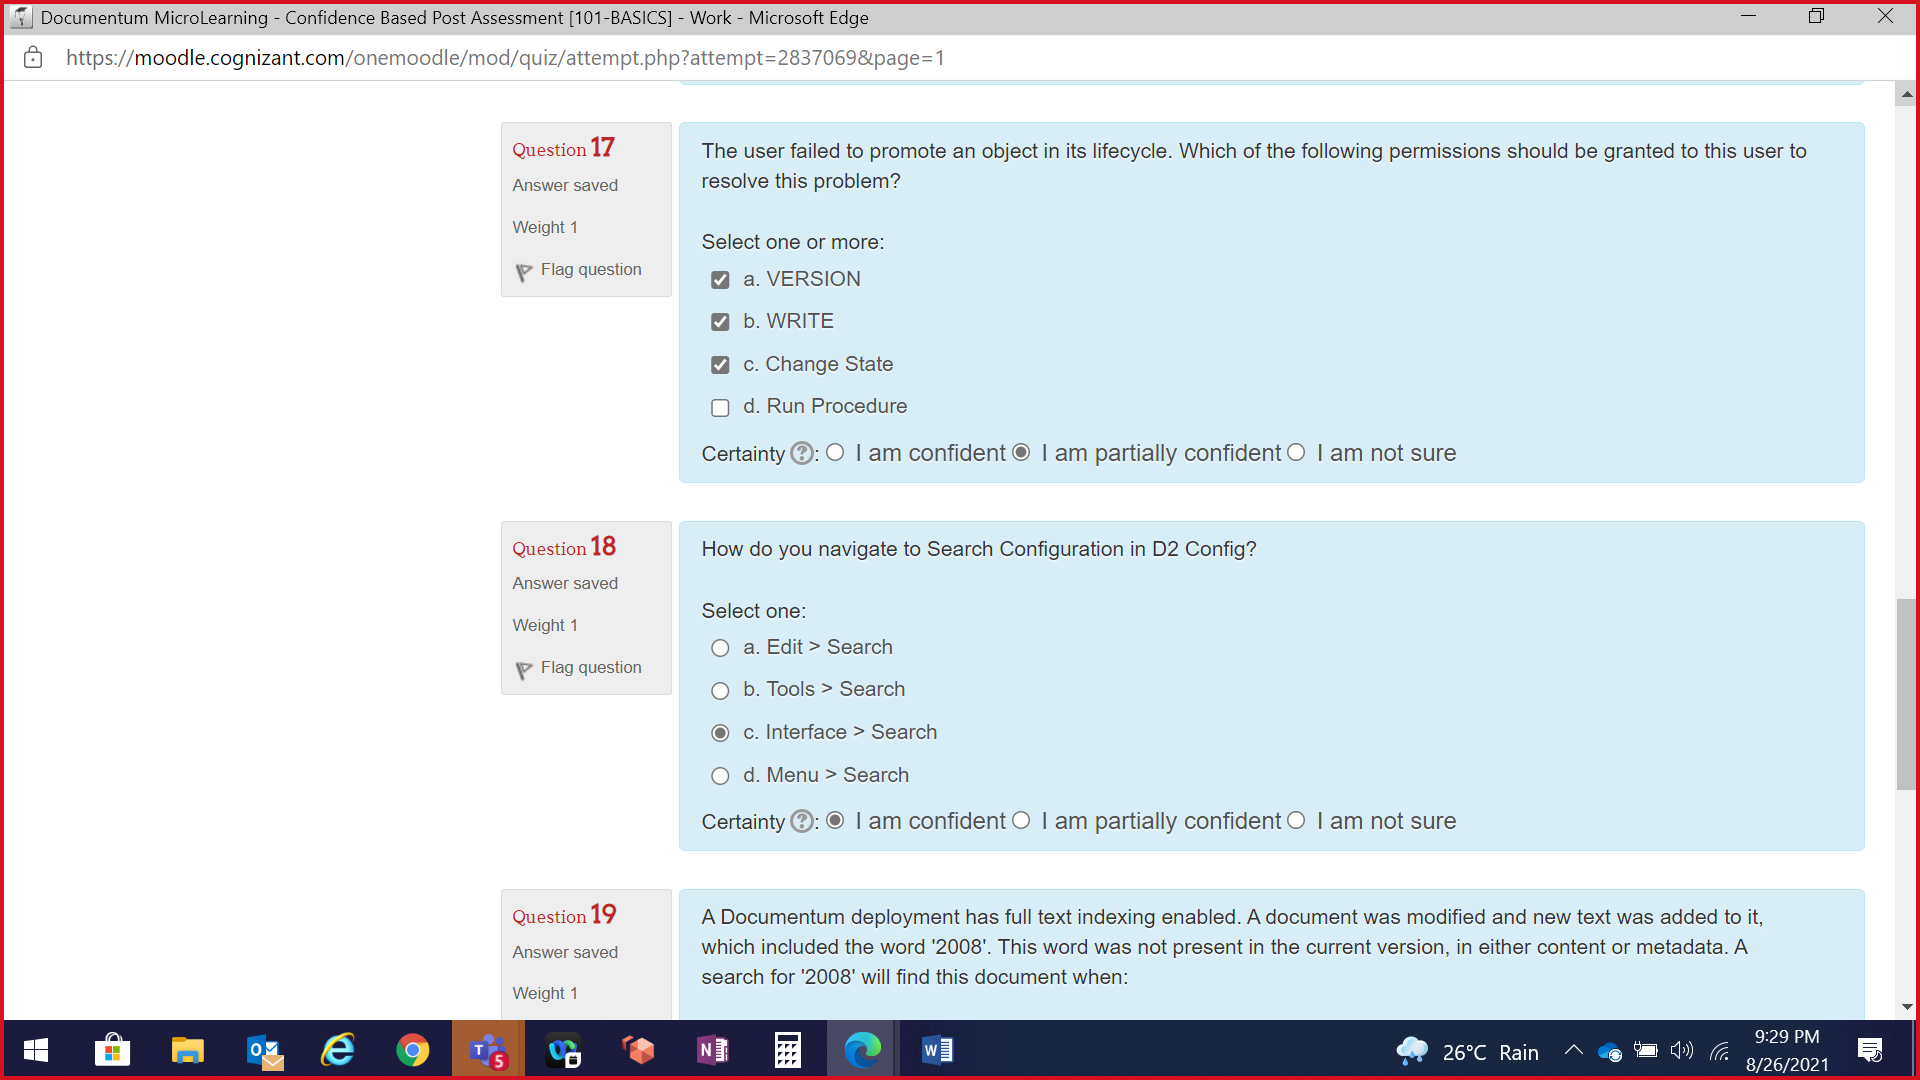 Documentum MicroLearning - Confidence Based Post Assessment [101-BASICS] - Work - Microsoft Edge
https://moodle.cognizant.com/onemoodle/mod/quiz/attempt.php?attempt=2837069&page=1
Question 17
Answer saved
Weight 1
Flag question
The user failed to promote an object in its lifecycle. Which of the following permissions should be granted to this user to
resolve this problem?
Select one or more:
a. VERSION
b. WRITE
c. Change State
d. Run Procedure
Certainty ?: I am confident I am partially confident I am not sure
Question 18
Answer saved
Weight 1
Flag question
How do you navigate to Search Configuration in D2 Config?
Select one:
a. Edit > Search
b. Tools > Search
c. Interface > Search
d. Menu > Search
Certainty ?: I am confident I am partially confident I am not sure
Question 19
Answer saved
Weight 1
A Documentum deployment has full text indexing enabled. A document was modified and new text was added to it,
which included the word '2008'. This word was not present in the current version, in either content or metadata. A
search for '2008' will find this document when:
26°C Rain
9:29 PM
8/26/2021